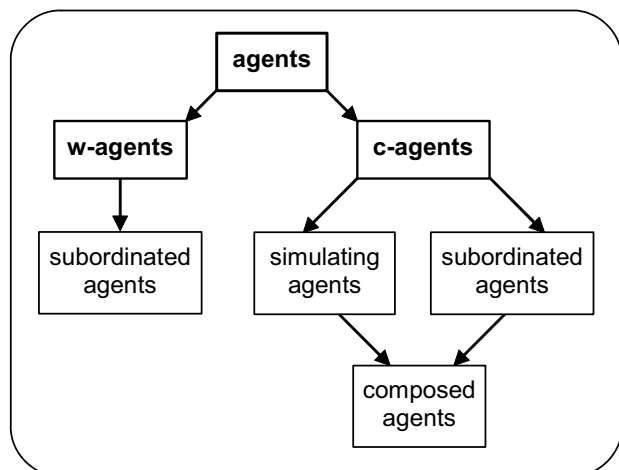 agents
w-agents
c-agents
subordinated
agents
simulating
agents
subordinated
agents
composed
agents